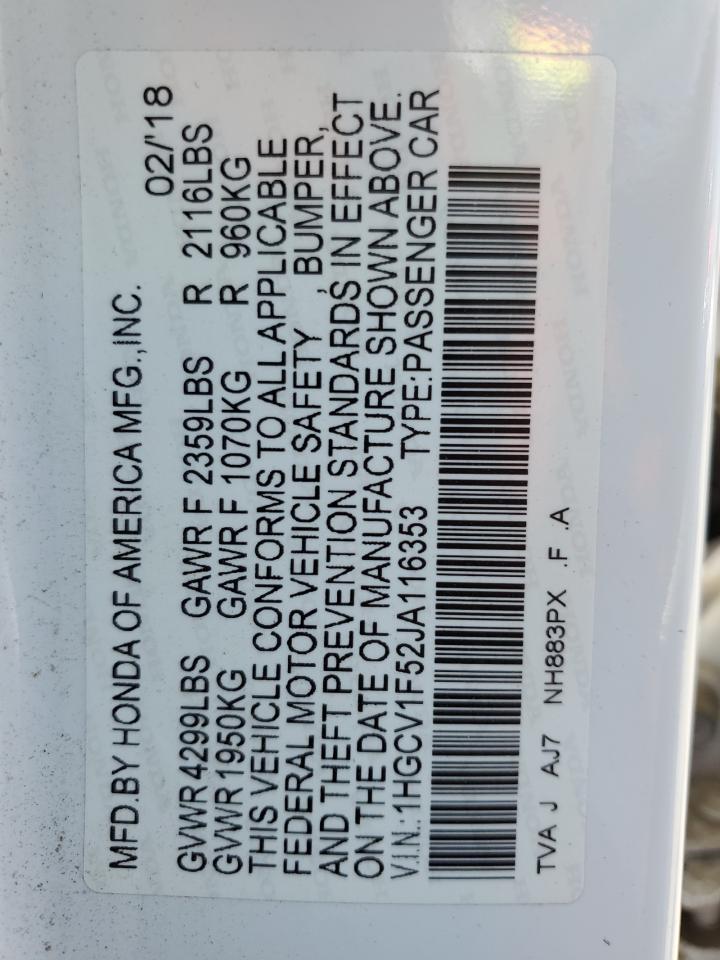 MFD.BY HONDA OF AMERICA MFG.,INC. 02/'18
GVWR 4299LBS GAWR F 2359LBS R 2116LBS
GVWR 1950KG GAWR F 1070KG R 960KG
THIS VEHICLE CONFORMS TO ALL APPLICABLE
FEDERAL MOTOR VEHICLE SAFETY , BUMPER,
AND THEFT PREVENTION STANDARDS IN EFFECT
ON THE DATE OF MANUFACTURE SHOWN ABOVE.
V.I.N.:1HGCV1F52JA116353 TYPE:PASSENGER CAR
TVA J AJ7 NH883PX .F .A